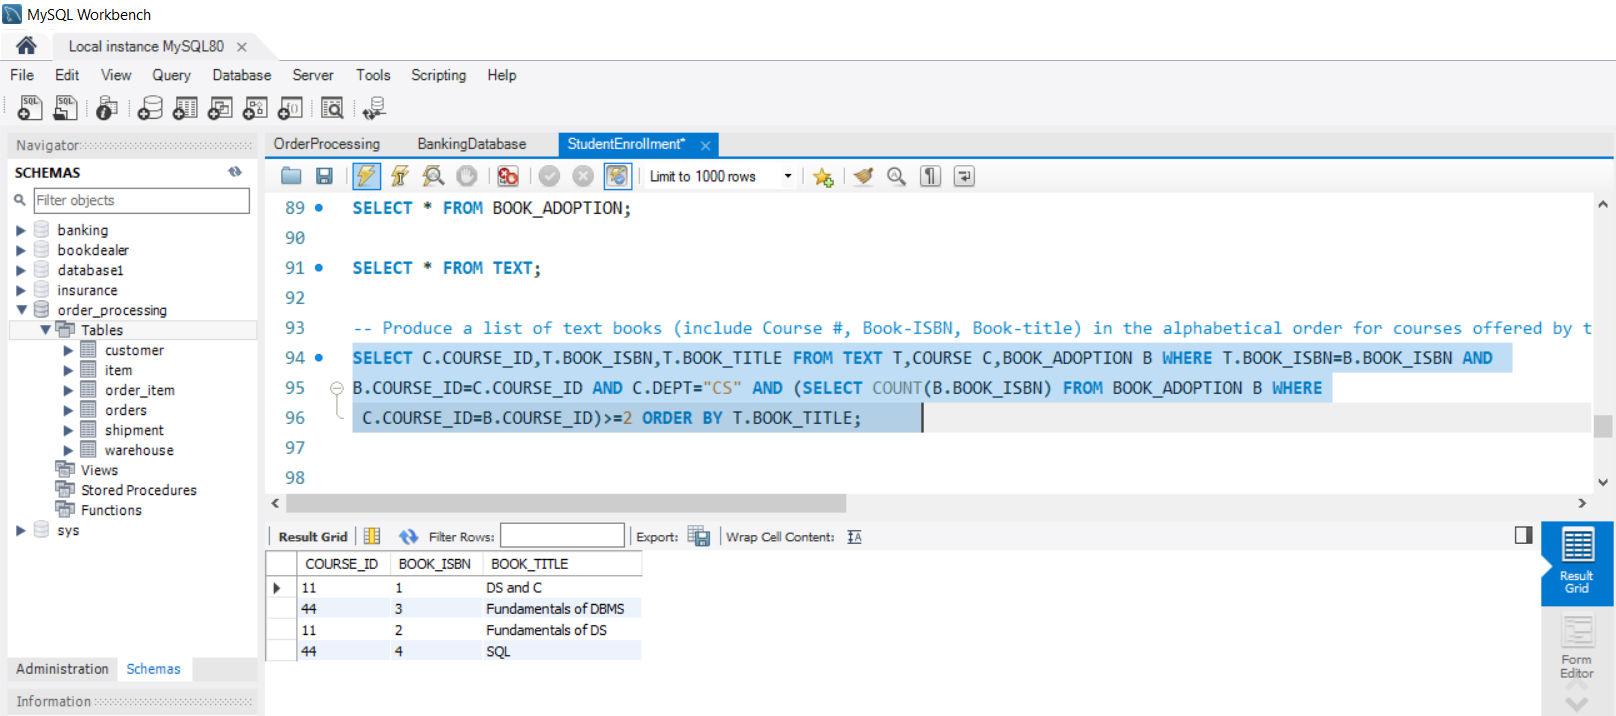 MySQL Workbench
Local instance MySQL80
File Edit View Query Database Server Tools Scripting Help
Navigator
SCHEMAS
Filter objects
banking
bookdealer
database1
insurance
order_processing
Tables
customer
item
order_item
orders
shipment
warehouse
Views
Stored Procedures
Functions
sys
Administration Schemas
Information
OrderProcessing BankingDatabase StudentEnrollment*
Limit to 1000 rows
89 SELECT * FROM BOOK_ADOPTION;
90
91 SELECT * FROM TEXT;
92
93 -- Produce a list of text books (include Course #, Book-ISBN, Book-title) in the alphabetical order for courses offered by t
94 SELECT C.COURSE_ID,T.BOOK_ISBN,T.BOOK_TITLE FROM TEXT T,COURSE C,BOOK_ADOPTION B WHERE T.BOOK_ISBN=B.BOOK_ISBN AND
95 B.COURSE_ID=C.COURSE_ID AND C.DEPT="CS" AND (SELECT COUNT(B.BOOK_ISBN) FROM BOOK_ADOPTION B WHERE
96 C.COURSE_ID=B.COURSE_ID)>=2 ORDER BY T.BOOK_TITLE;
97
98
Result Grid Filter Rows: Export: Wrap Cell Content:
COURSE_ID BOOK_ISBN BOOK_TITLE
11 1 DS and C
44 3 Fundamentals of DBMS
11 2 Fundamentals of DS
44 4 SQL
Result
Grid
Form
Editor